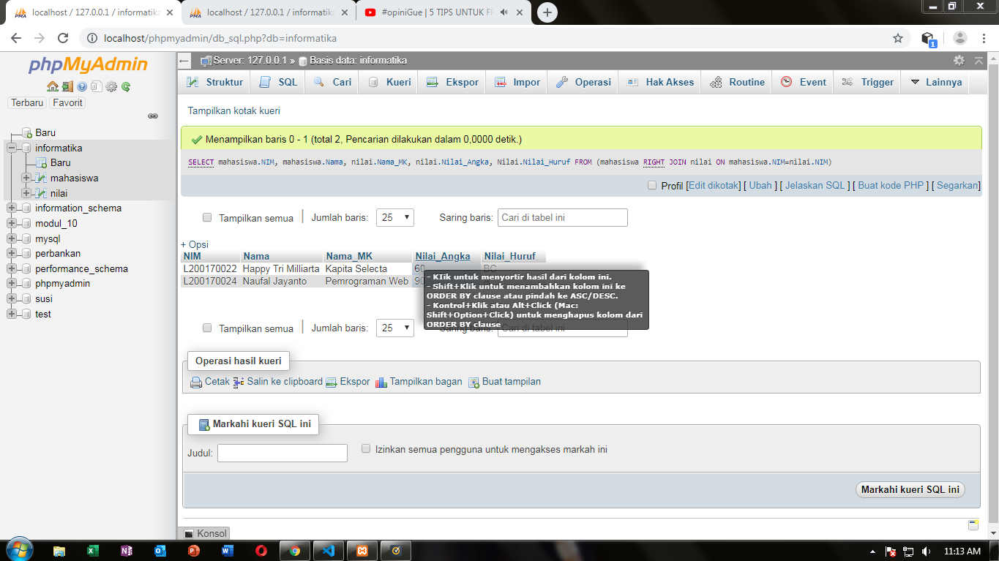 localhost / 127.0.0.1 / informatika
localhost / 127.0.0.1 / informatika
#opiniGue | 5 TIPS UNTUK FR
localhost/phpmyadmin/db_sql.php?db=informatika
1
phpMyAdmin
Terbaru Favorit
Baru
informatika
Baru
mahasiswa
nilai
information_schema
modul_10
mysql
perbankan
performance_schema
phpmyadmin
susi
test
Server: 127.0.0.1 » Basis data: informatika
Struktur SQL Cari Kueri Ekspor Impor Operasi Hak Akses Routine Event Trigger Lainnya
Tampilkan kotak kueri
Menampilkan baris 0 - 1 (total 2, Pencarian dilakukan dalam 0,0000 detik.)
SELECT mahasiswa.NIM, mahasiswa.Nama, nilai.Nama_MK, nilai.Nilai_Angka, Nilai.Nilai_Huruf FROM (mahasiswa RIGHT JOIN nilai ON mahasiswa.NIM=nilai.NIM)
Profil [Edit dikotak] [ Ubah ] [ Jelaskan SQL ] [ Buat kode PHP ] [ Segarkan]
Tampilkan semua | Jumlah baris: 25 Saring baris: Cari di tabel ini
+ Opsi
NIM Nama Nama_MK Nilai_Angka Nilai_Huruf
L200170022 Happy Tri Milliarta Kapita Selecta 60 BC
L200170024 Naufal Jayanto Pemrograman Web 90
- KIik untuk menyortir hasil dari kolom ini.
- Shift+Klik untuk menambahkan kolom ini ke
ORDER BY clause atau pindah ke ASC/DESC.
- Kontrol+Klik atau Alt+Click (Mac:
Shift+Option+Click) untuk menghapus kolom dari
ORDER BY clause
Tampilkan semua | Jumlah baris: 25 Saring baris: Cari di tabel ini
Operasi hasil kueri
Cetak Salin ke clipboard Ekspor Tampilkan bagan Buat tampilan
Markahi kueri SQL ini
Judul: Izinkan semua pengguna untuk mengakses markah ini
Markahi kueri SQL ini
Konsol
11:13 AM